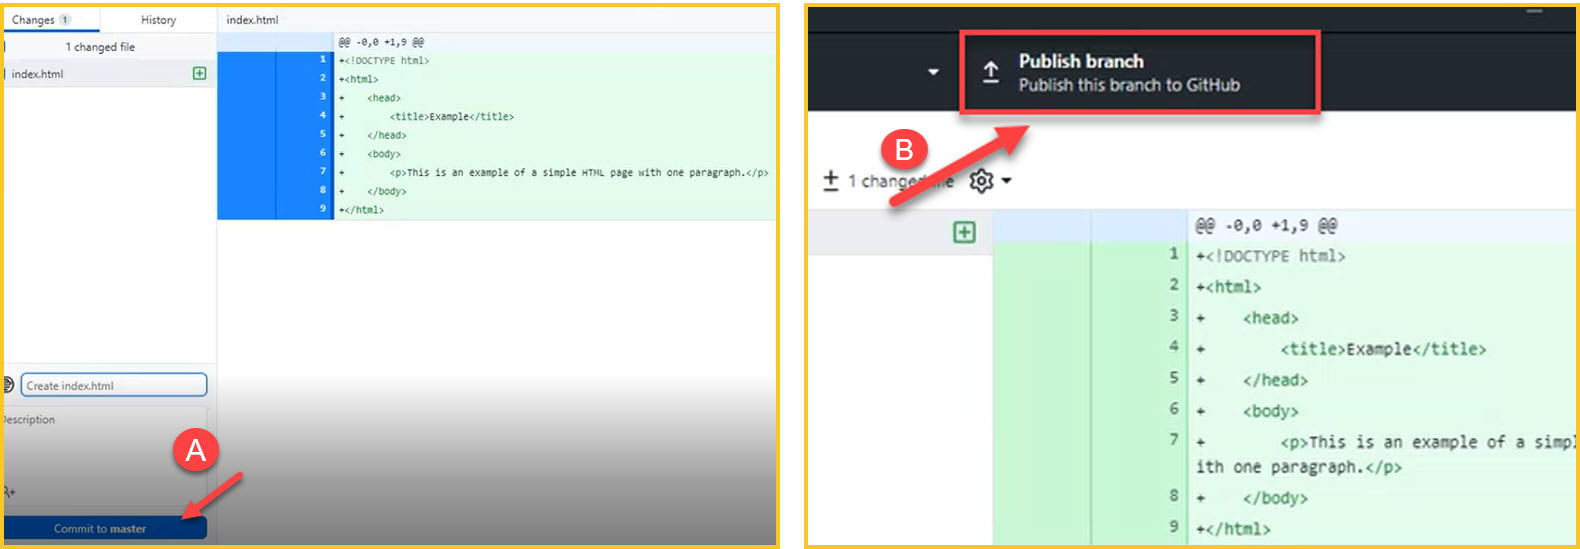 Changes 1 History index.html
1 changed file
index.html
@@ -0,0 +1,9 @@
1 +<!DOCTYPE html>
2 +<html>
3 + <head>
4 + <title>Example</title>
5 + </head>
6 + <body>
7 + <p>This is an example of a simple HTML page with one paragraph.</p>
8 + </body>
9 +</html>
Create index.html
Description
A
Commit to master
Publish branch
Publish this branch to GitHub
B
1 changed file
@@ -0,0 +1,9 @@
1 +<!DOCTYPE html>
2 +<html>
3 + <head>
4 + <title>Example</title>
5 + </head>
6 + <body>
7 + <p>This is an example of a simpl
ith one paragraph.</p>
8 + </body>
9 +</html>